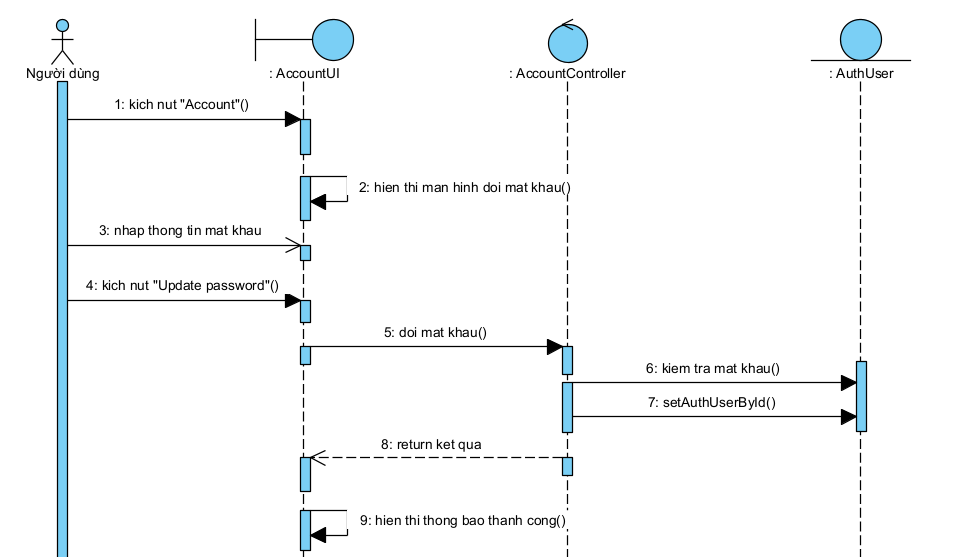 Người dùng
: AccountUI
: AccountController
: AuthUser
1: kich nut "Account"()
2: hien thi man hinh doi mat khau()
3: nhap thong tin mat khau
4: kich nut "Update password"()
5: doi mat khau()
6: kiem tra mat khau()
7: setAuthUserById()
8: return ket qua
9: hien thi thong bao thanh cong()